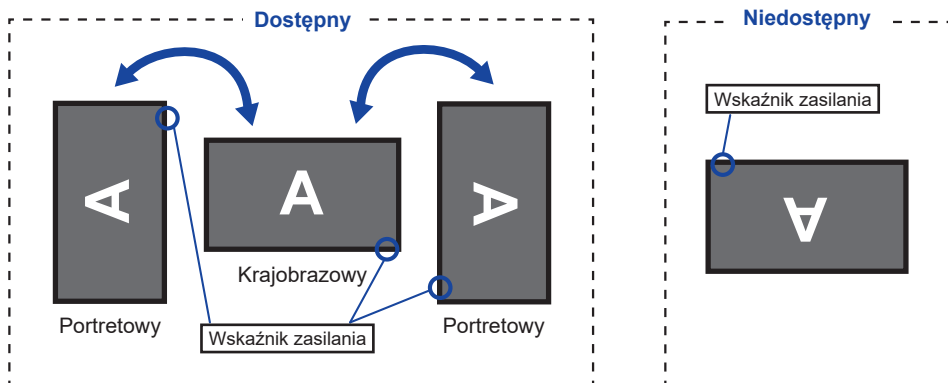 Dostępny
A
A
A
Krajobrazowy
Portretowy
Wskaźnik zasilania
Portretowy
Niedostępny
Wskaźnik zasilania
A